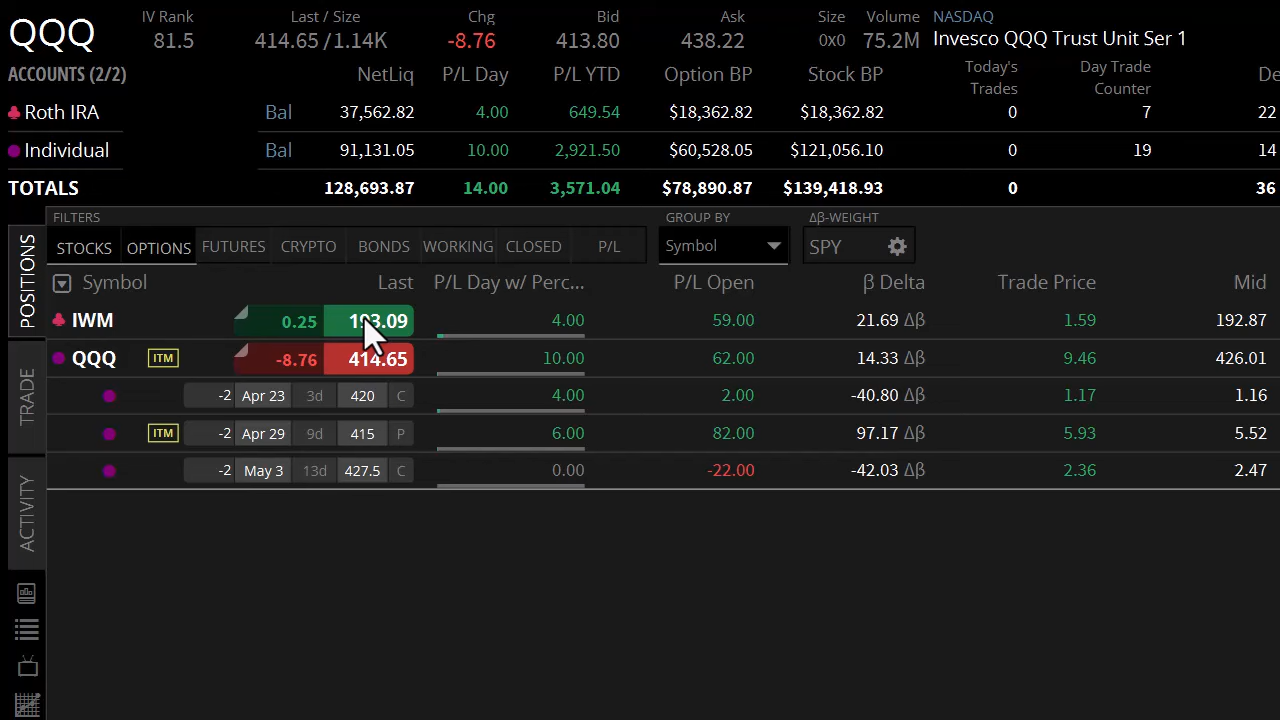 QQQ IV Rank Last / Size Chg Bid Ask Size Volume NASDAQ
81.5 414.65 / 1.14K -8.76 413.80 438.22 0x0 75.2M Invesco QQQ Trust Unit Ser 1
ACCOUNTS (2/2) NetLiq P/L Day P/L YTD Option BP Stock BP Today's Trades Day Trade Counter De
Roth IRA Bal 37,562.82 4.00 649.54 $18,362.82 $18,362.82 0 7 22
Individual Bal 91,131.05 10.00 2,921.50 $60,528.05 $121,056.10 0 19 14
TOTALS 128,693.87 14.00 3,571.04 $78,890.87 $139,418.93 0 36
FILTERS GROUP BY Δβ-WEIGHT
STOCKS OPTIONS FUTURES CRYPTO BONDS WORKING CLOSED P/L Symbol SPY
POSITIONS
Symbol Last P/L Day w/ Perc... P/L Open β Delta Trade Price Mid
IWM 0.25 193.09 4.00 59.00 21.69 Δβ 1.59 192.87
QQQ ITM -8.76 414.65 10.00 62.00 14.33 Δβ 9.46 426.01
TRADE
-2 Apr 23 3d 420 C 4.00 2.00 -40.80 Δβ 1.17 1.16
ITM -2 Apr 29 9d 415 P 6.00 82.00 97.17 Δβ 5.93 5.52
-2 May 3 13d 427.5 C 0.00 -22.00 -42.03 Δβ 2.36 2.47
ACTIVITY